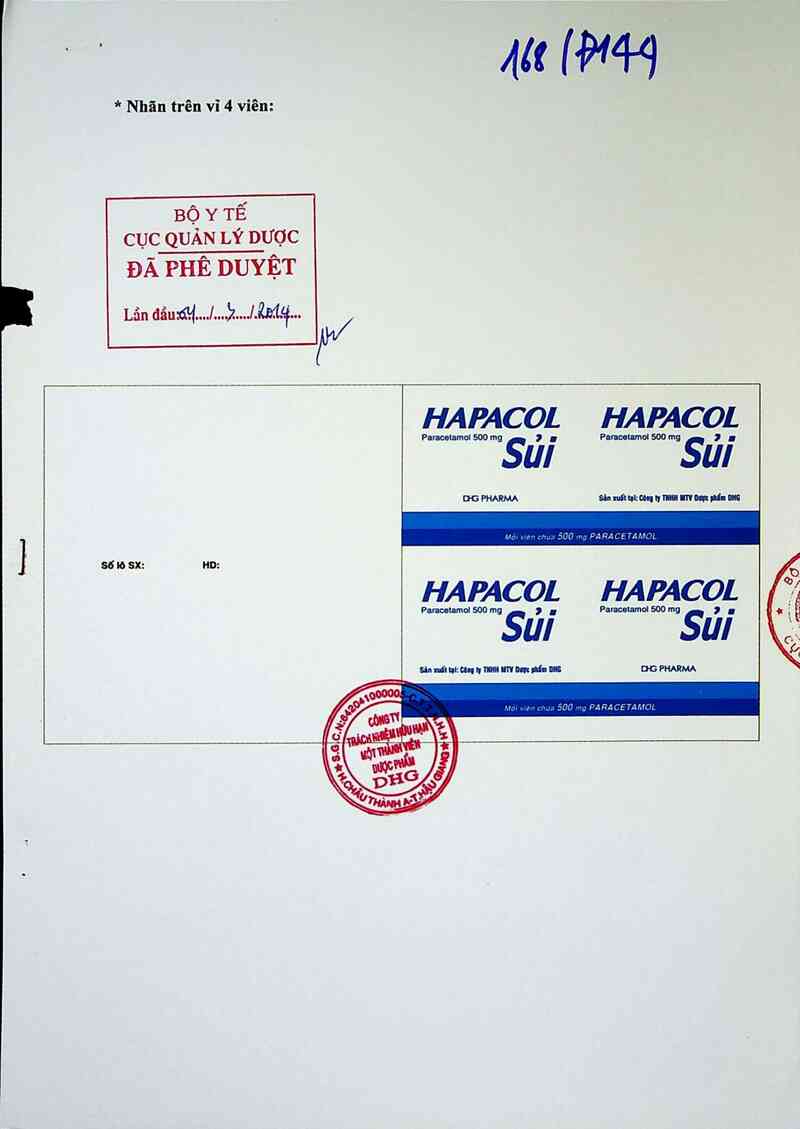 168 (Đ144)
* Nhãn trên vỉ 4 viên:
BỘ Y TẾ
CỤC QUẢN LÝ DƯỢC
ĐÃ PHÊ DUYỆT
Lần đầu:04..../..../2014...
HAPACOL HAPACOL
Paracetamol 500 mg Paracetamol 500 mg
Sủi Sủi
DHG PHARMA Sản xuất tại: Công ty TNHH MTV Dược phẩm DHG
Mỗi viên chứa 500 mg PARACETAMOL
Số lô SX: HD:
HAPACOL HAPACOL
Paracetamol 500 mg Paracetamol 500 mg
Sủi Sủi
Sản xuất tại: Công ty TNHH MTV Dược phẩm DHG DHG PHARMA
Mỗi viên chứa 500 mg PARACETAMOL
S.G.C.N:642041000005-C.T.T.N.H.H
CÔNG TY
TRÁCH NHIỆM HỮU HẠN
MỘT THÀNH VIÊN
DƯỢC PHẨM
DHG
H.CHÂU THÀNH A-T.HẬU GIANG
BỘ